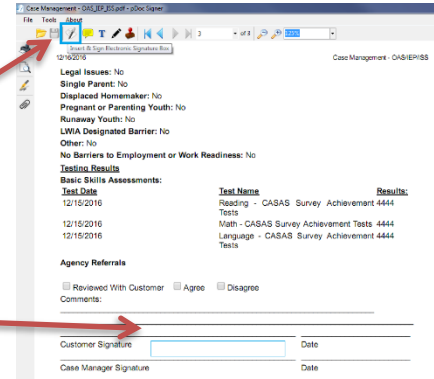 Case Management - OAS_IEP_ISS.pdf - pDoc Signer
File Tools About
T 3 of 3
Insert & Sign Electronic Signature Box
12/16/2016 Case Management - OAS/IEP/ISS
Legal Issues: No
Single Parent: No
Displaced Homemaker: No
Pregnant or Parenting Youth: No
Runaway Youth: No
LWIA Designated Barrier: No
Other: No
No Barriers to Employment or Work Readiness: No
Testing Results
Basic Skills Assessments:
Test Date Test Name Results:
12/15/2016 Reading - CASAS Survey Achievement 4444
Tests
12/15/2016 Math - CASAS Survey Achievement Tests 4444
12/15/2016 Language - CASAS Survey Achievement 4444
Tests
Agency Referrals
Reviewed With Customer Agree Disagree
Comments:
Customer Signature Date
Case Manager Signature Date